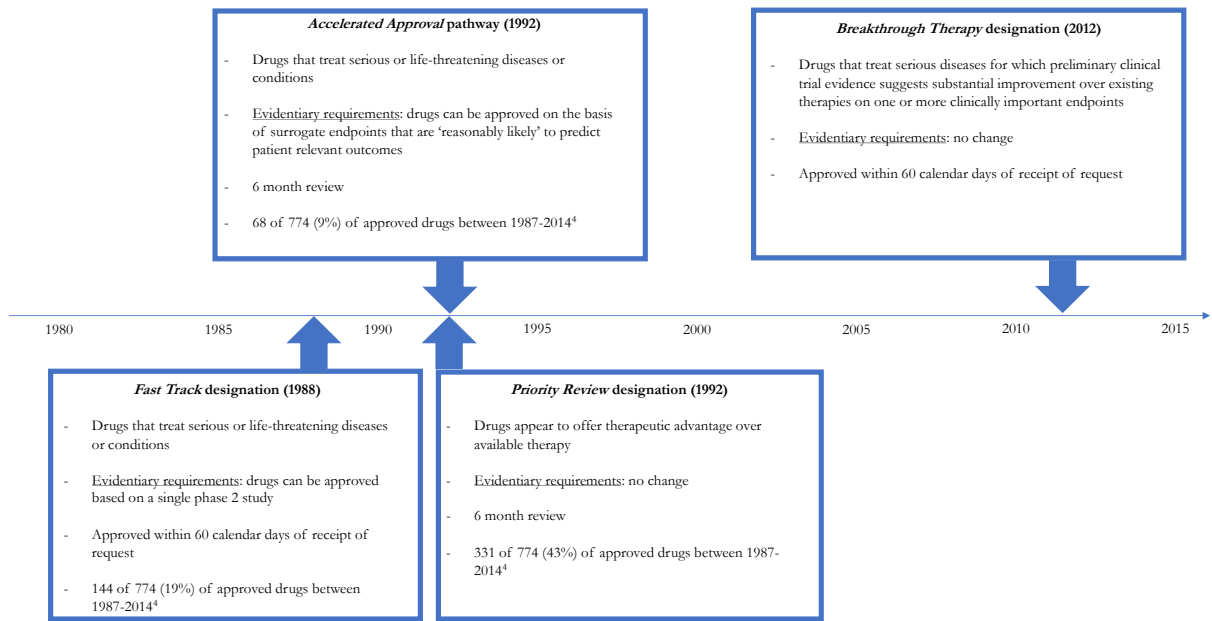 Accelerated Approval pathway (1992)
- Drugs that treat serious or life-threatening diseases or
conditions
- Evidentiary requirements: drugs can be approved on the basis
of surrogate endpoints that are ‘reasonably likely’ to predict
patient relevant outcomes
- 6 month review
- 68 of 774 (9%) of approved drugs between 1987-2014⁴
Breakthrough Therapy designation (2012)
- Drugs that treat serious diseases for which preliminary clinical
trial evidence suggests substantial improvement over existing
therapies on one or more clinically important endpoints
- Evidentiary requirements: no change
- Approved within 60 calendar days of receipt of request
1980 1985 1990 1995 2000 2005 2010 2015
Fast Track designation (1988)
- Drugs that treat serious or life-threatening diseases
or conditions
- Evidentiary requirements: drugs can be approved
based on a single phase 2 study
- Approved within 60 calendar days of receipt of
request
- 144 of 774 (19%) of approved drugs between
1987-2014⁴
Priority Review designation (1992)
- Drugs appear to offer therapeutic advantage over
available therapy
- Evidentiary requirements: no change
- 6 month review
- 331 of 774 (43%) of approved drugs between 1987-
2014⁴